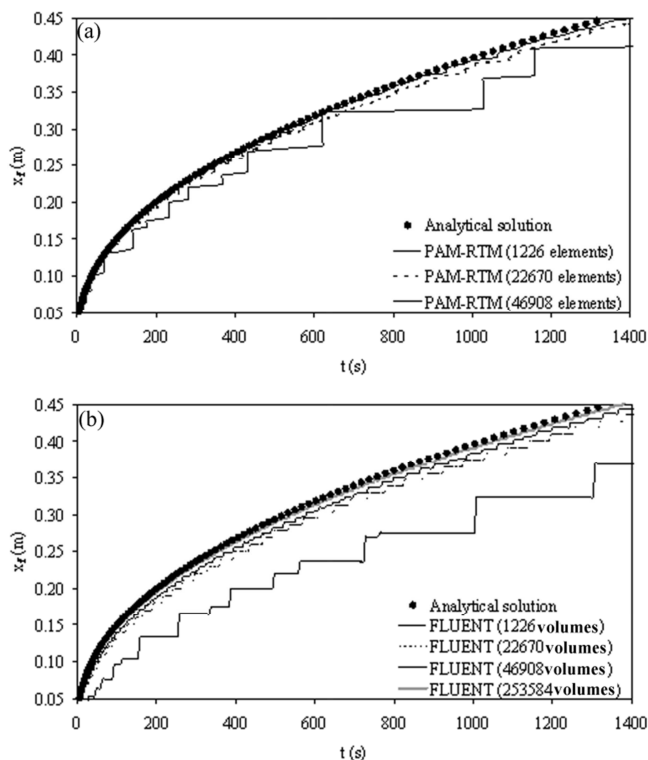 (a)
0.45
0.40
0.35
0.30
0.25
0.20
0.15
0.10
0.05
x_f (m)
Analytical solution
PAM-RTM (1226 elements)
PAM-RTM (22670 elements)
PAM-RTM (46908 elements)
0 200 400 600 800 1000 1200 1400
t (s)
(b)
0.45
0.40
0.35
0.30
0.25
0.20
0.15
0.10
0.05
x_f (m)
Analytical solution
FLUENT (1226volumes)
FLUENT (22670volumes)
FLUENT (46908volumes)
FLUENT (253584volumes)
0 200 400 600 800 1000 1200 1400
t (s)